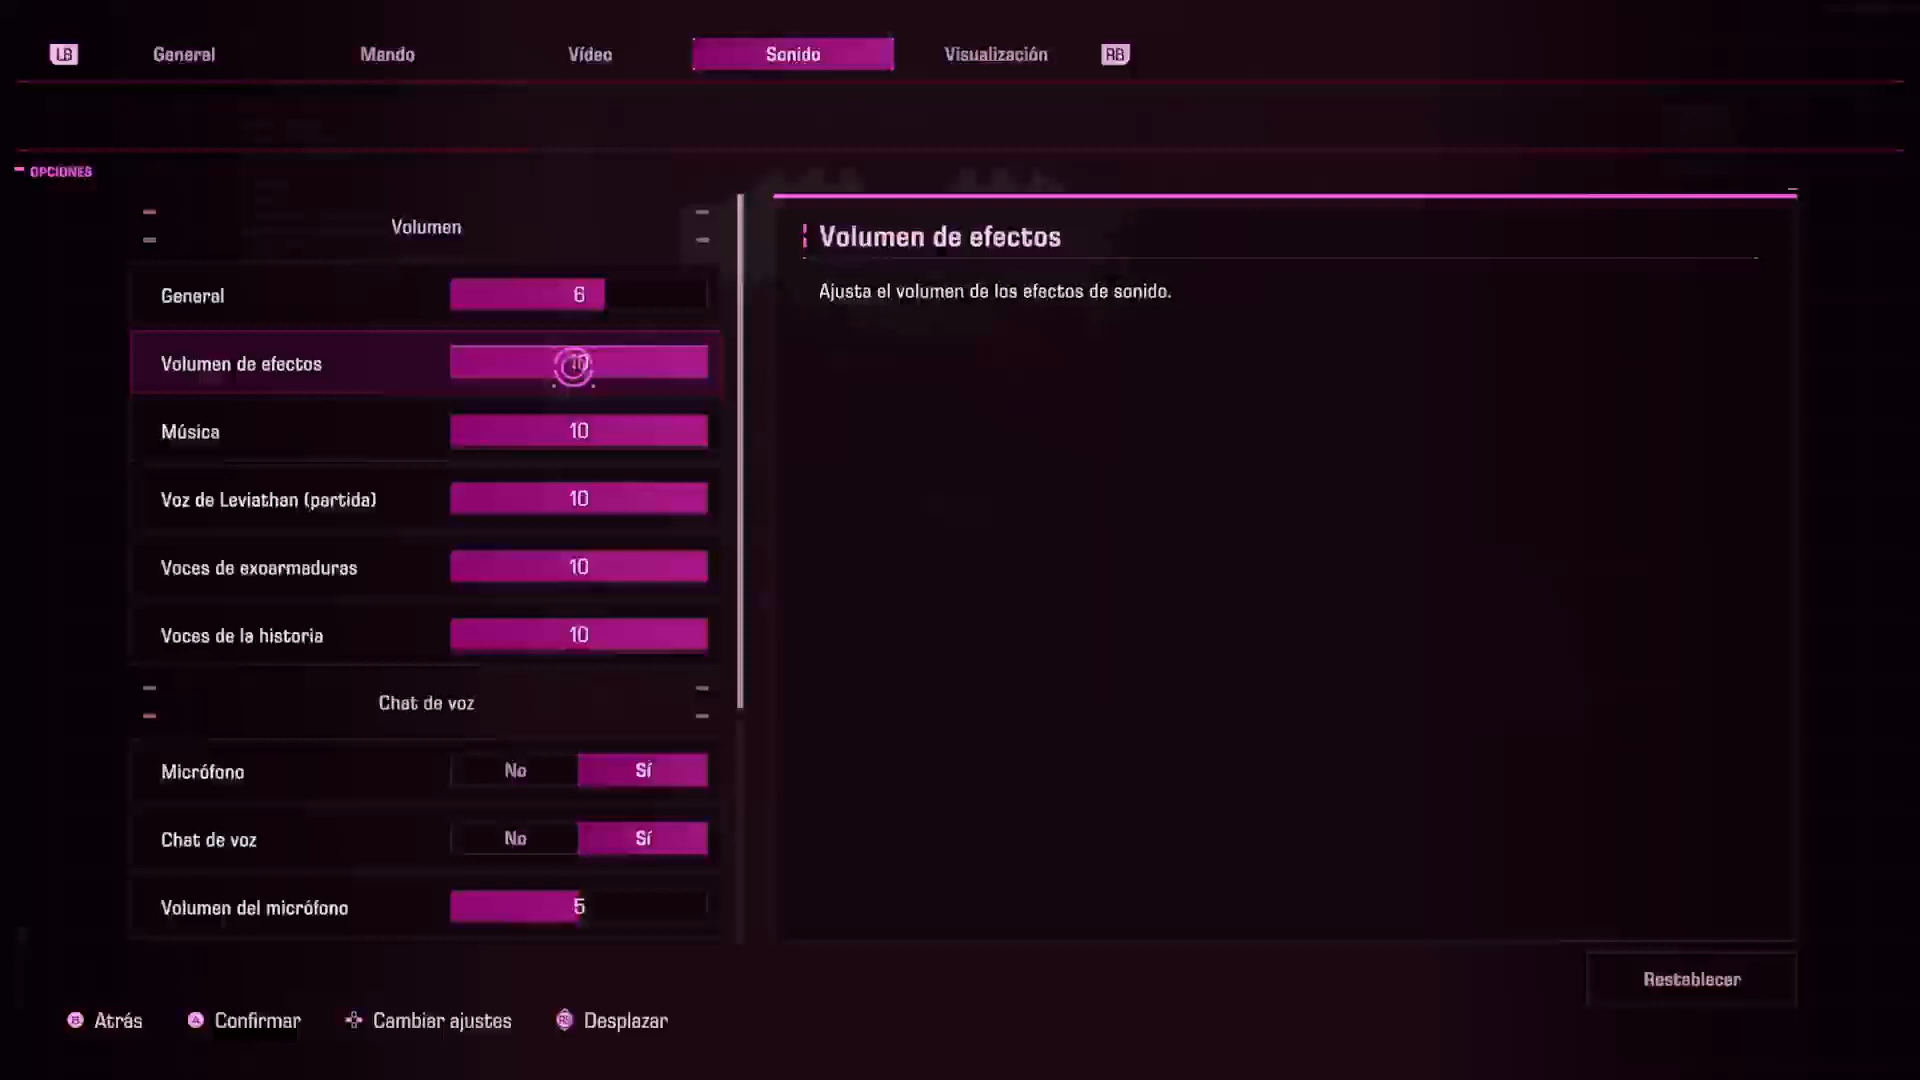 LB General Mando Vídeo Sonido Visualización RB
OPCIONES
Volumen
General 6
Volumen de efectos 10
Música 10
Voz de Leviathan (partida) 10
Voces de exoarmaduras 10
Voces de la historia 10
Chat de voz
Micrófono No Sí
Chat de voz No Sí
Volumen del micrófono 5
Volumen de efectos
Ajusta el volumen de los efectos de sonido.
Restablecer
B Atrás A Confirmar Cambiar ajustes RS Desplazar